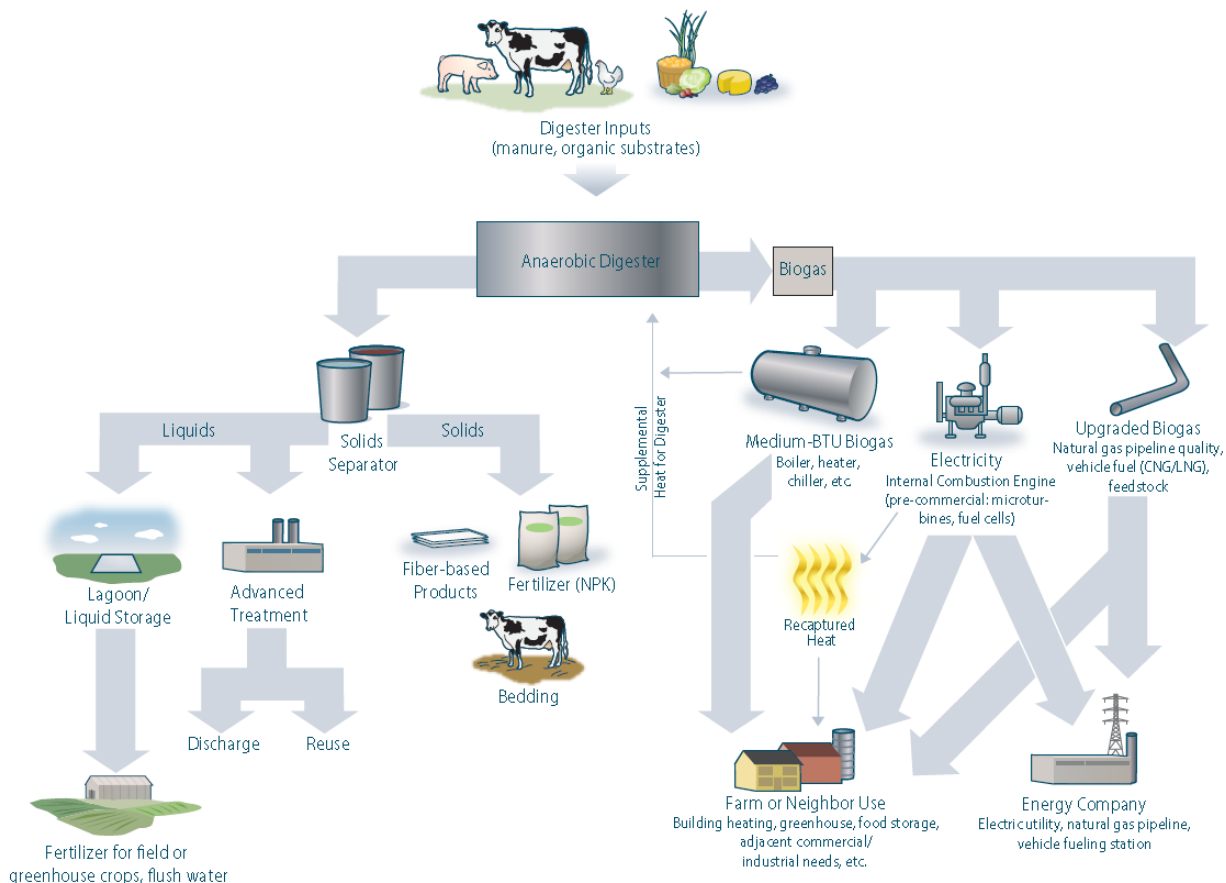 Digester Inputs
(manure, organic substrates)
Anaerobic Digester
Biogas
Liquids
Solids
Separator
Solids
Supplemental
Heat for Digester
Medium-BTU Biogas
Boiler, heater,
chiller, etc.
Electricity
Internal Combustion Engine
(pre-commercial: microtur-
bines, fuel cells)
Upgraded Biogas
Natural gas pipeline quality,
vehicle fuel (CNG/LNG),
feedstock
Lagoon/
Liquid Storage
Advanced
Treatment
Fiber-based
Products
Fertilizer (NPK)
Bedding
Recaptured
Heat
Discharge
Reuse
Fertilizer for field or
greenhouse crops, flush water
Farm or Neighbor Use
Building heating, greenhouse, food storage,
adjacent commercial/
industrial needs, etc.
Energy Company
Electric utility, natural gas pipeline,
vehicle fueling station